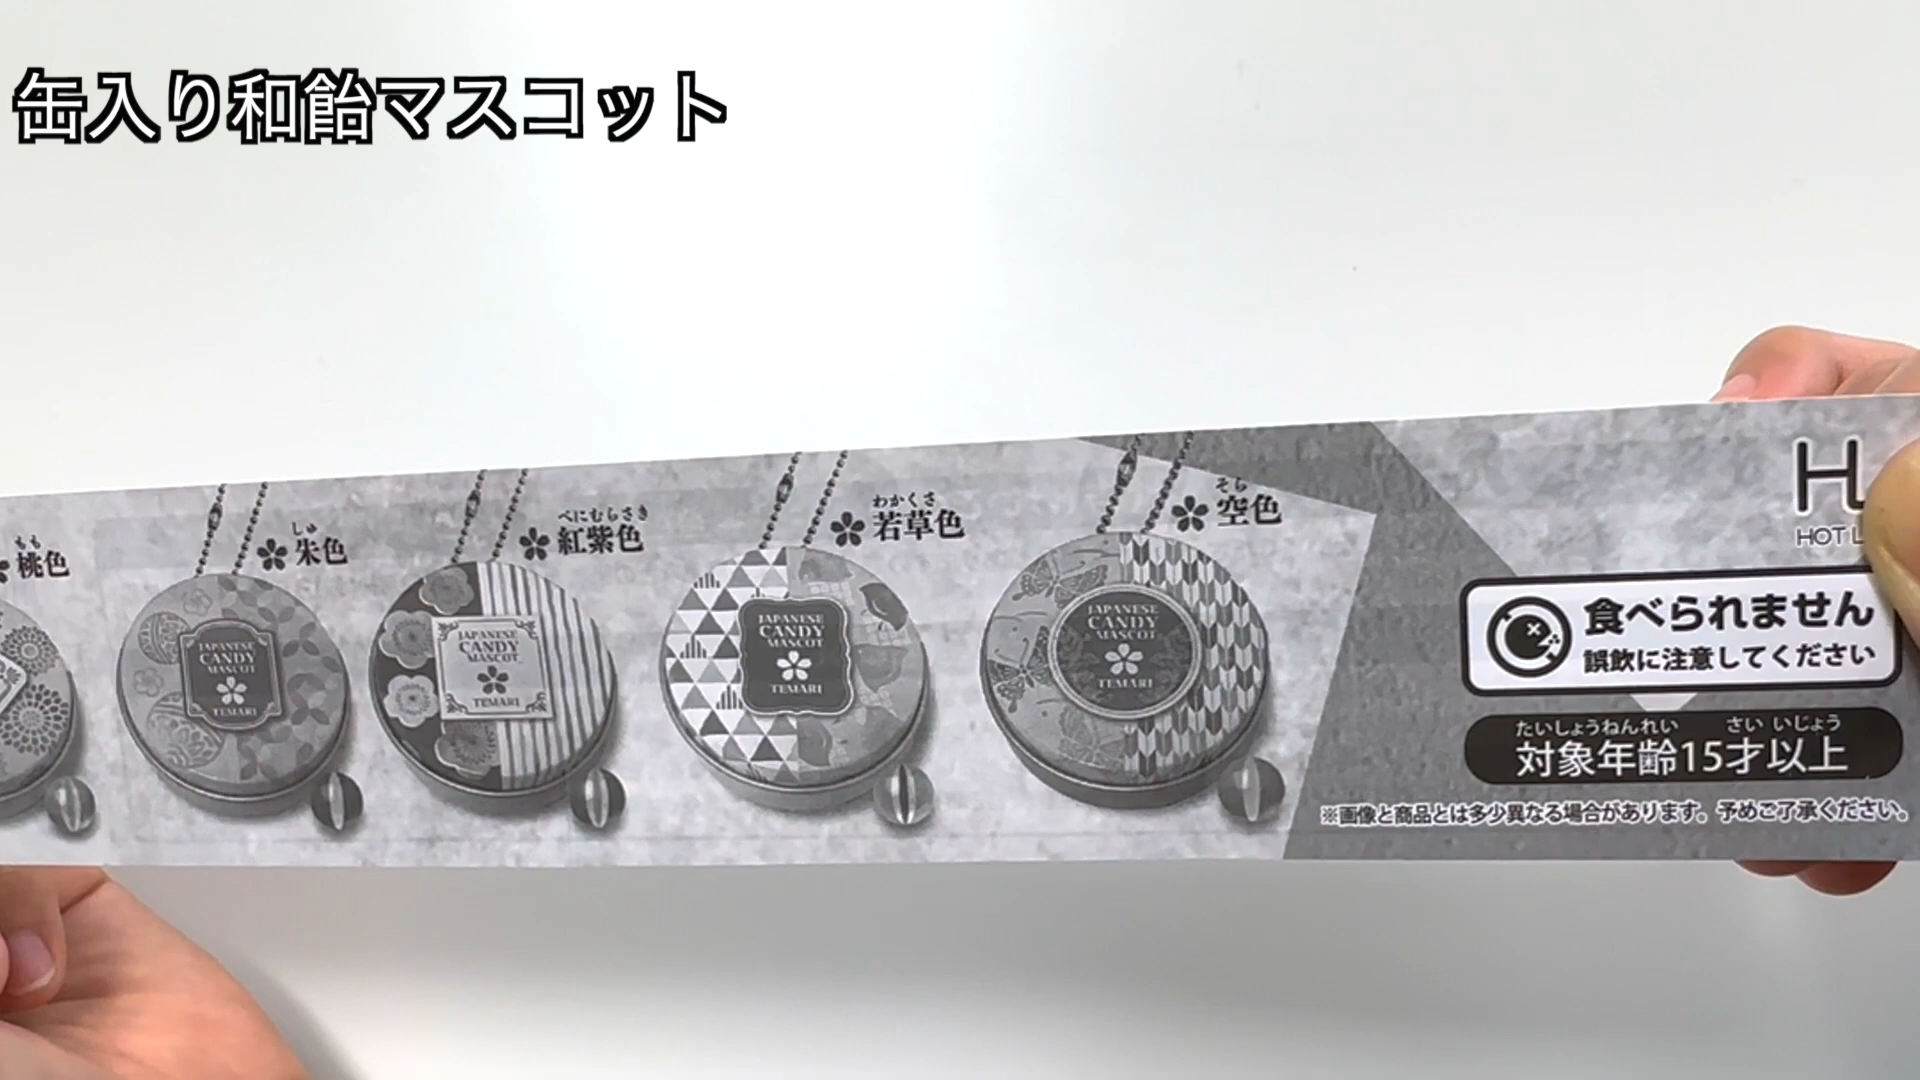 缶入り和飴マスコット
もも
桃色
しゅ
朱色
べにむらさき
紅紫色
わかくさ
若草色
そら
空色
JAPANESE
CANDY
MASCOT
TEMARI
JAPANESE
CANDY
MASCOT
TEMARI
JAPANESE
CANDY
MASCOT
TEMARI
JAPANESE
CANDY
MASCOT
TEMARI
H
HOT
食べられません
誤飲に注意してください
たいしょうねんれい さい いじょう
対象年齢15才以上
※画像と商品とは多少異なる場合があります。予めご了承ください。